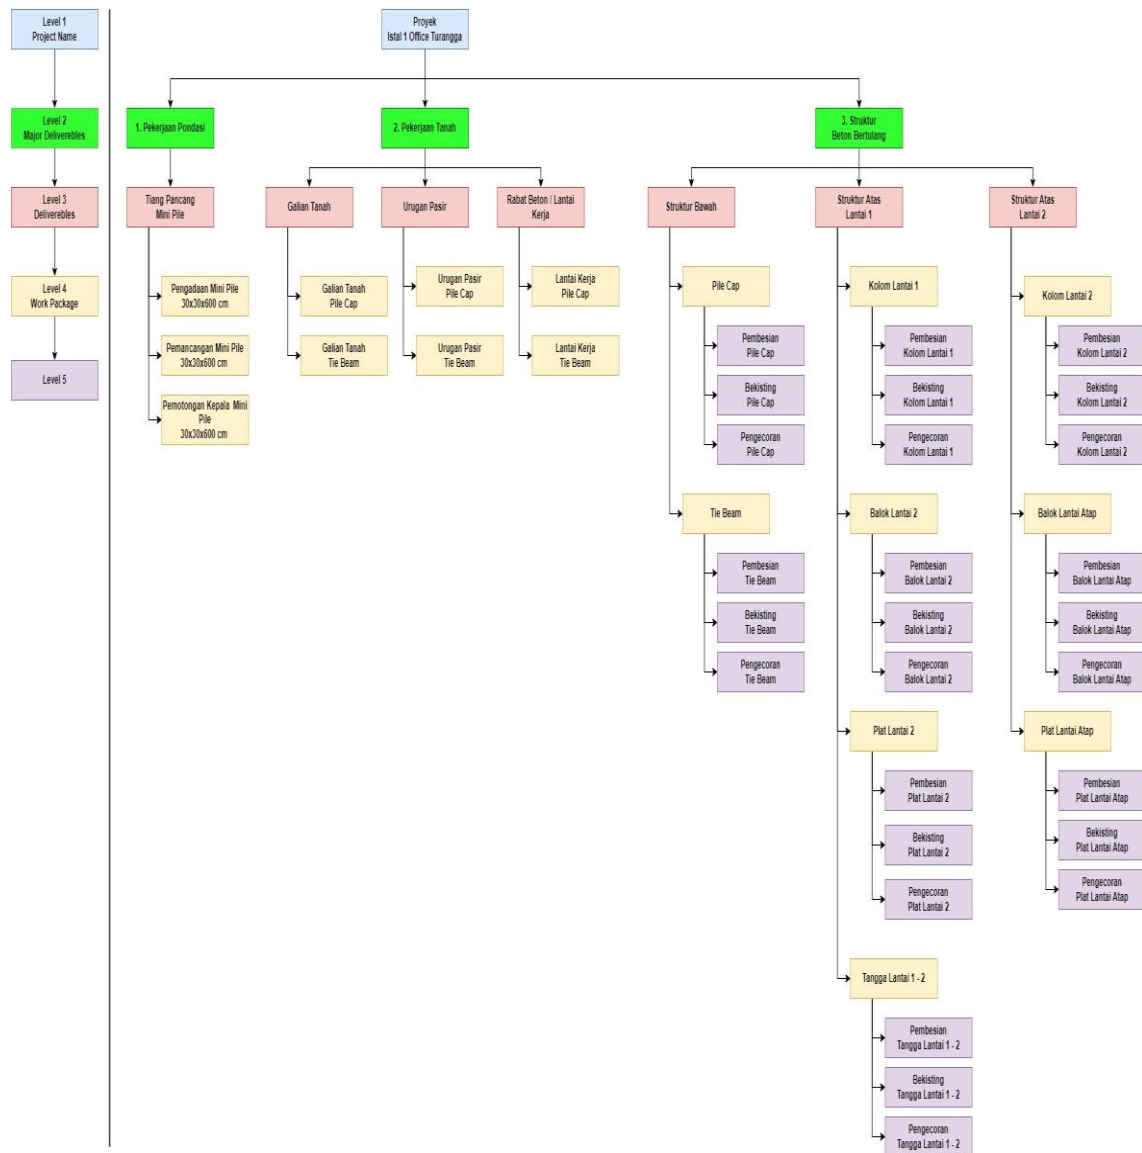 Level 1
Project Name
Level 2
Major Deliverebles
Level 3
Deliverebles
Level 4
Work Package
Level 5
Proyek
Istal 1 Office Turangga
1. Pekerjaan Pondasi
2. Pekerjaan Tanah
3. Struktur
Beton Bertulang
Tiang Pancang
Mini Pile
Galian Tanah
Urugan Pasir
Rabat Beton / Lantai
Kerja
Struktur Bawah
Struktur Atas
Lantai 1
Struktur Atas
Lantai 2
Pengadaan Mini Pile
30x30x600 cm
Pemancangan Mini Pile
30x30x600 cm
Pemotongan Kepala Mini
Pile
30x30x600 cm
Galian Tanah
Pile Cap
Galian Tanah
Tie Beam
Urugan Pasir
Pile Cap
Urugan Pasir
Tie Beam
Lantai Kerja
Pile Cap
Lantai Kerja
Tie Beam
Pile Cap
Pembesian
Pile Cap
Bekisting
Pile Cap
Pengecoran
Pile Cap
Tie Beam
Pembesian
Tie Beam
Bekisting
Tie Beam
Pengecoran
Tie Beam
Kolom Lantai 1
Pembesian
Kolom Lantai 1
Bekisting
Kolom Lantai 1
Pengecoran
Kolom Lantai 1
Balok Lantai 2
Pembesian
Balok Lantai 2
Bekisting
Balok Lantai 2
Pengecoran
Balok Lantai 2
Plat Lantai 2
Pembesian
Plat Lantai 2
Bekisting
Plat Lantai 2
Pengecoran
Plat Lantai 2
Tangga Lantai 1 - 2
Pembesian
Tangga Lantai 1 - 2
Bekisting
Tangga Lantai 1 - 2
Pengecoran
Tangga Lantai 1 - 2
Kolom Lantai 2
Pembesian
Kolom Lantai 2
Bekisting
Kolom Lantai 2
Pengecoran
Kolom Lantai 2
Balok Lantai Atap
Pembesian
Balok Lantai Atap
Bekisting
Balok Lantai Atap
Pengecoran
Balok Lantai Atap
Plat Lantai Atap
Pembesian
Plat Lantai Atap
Bekisting
Plat Lantai Atap
Pengecoran
Plat Lantai Atap